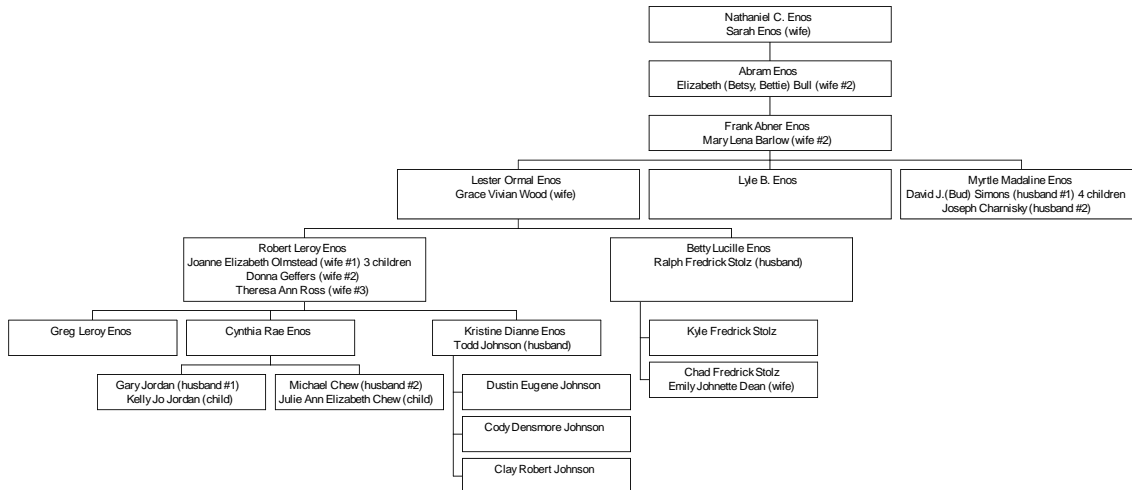 Nathaniel C. Enos
Sarah Enos (wife)
Abram Enos
Elizabeth (Betsy, Bettie) Bull (wife #2)
Frank Abner Enos
Mary Lena Barlow (wife #2)
Lester Ormal Enos
Grace Vivian Wood (wife)
Lyle B. Enos
Myrtle Madaline Enos
David J.(Bud) Simons (husband #1) 4 children
Joseph Charnisky (husband #2)
Robert Leroy Enos
Joanne Elizabeth Olmstead (wife #1) 3 children
Donna Geffers (wife #2)
Theresa Ann Ross (wife #3)
Betty Lucille Enos
Ralph Fredrick Stolz (husband)
Greg Leroy Enos
Cynthia Rae Enos
Kristine Dianne Enos
Todd Johnson (husband)
Kyle Fredrick Stolz
Chad Fredrick Stolz
Emily Johnette Dean (wife)
Gary Jordan (husband #1)
Kelly Jo Jordan (child)
Michael Chew (husband #2)
Julie Ann Elizabeth Chew (child)
Dustin Eugene Johnson
Cody Densmore Johnson
Clay Robert Johnson